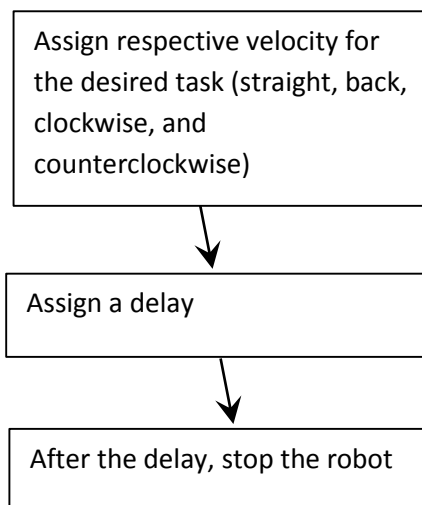 Assign respective velocity for
the desired task (straight, back,
clockwise, and
counterclockwise)
Assign a delay
After the delay, stop the robot